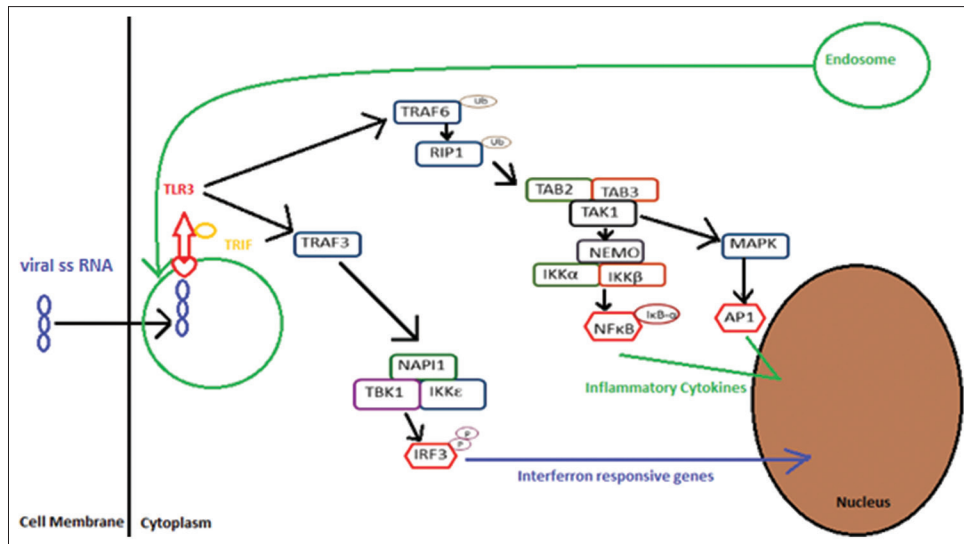 Endosome
TRAF6
Ub
RIP1
Ub
TLR3
TAB2
TAB3
TAK1
TRIF
TRAF3
NEMO
MAPK
viral ss RNA
IKKα
IKKβ
NFκB
IκB-α
AP1
NAPI1
Inflammatory Cytokines
TBK1
IKKε
P
P
IRF3
Interferron responsive genes
Nucleus
Cell Membrane
Cytoplasm